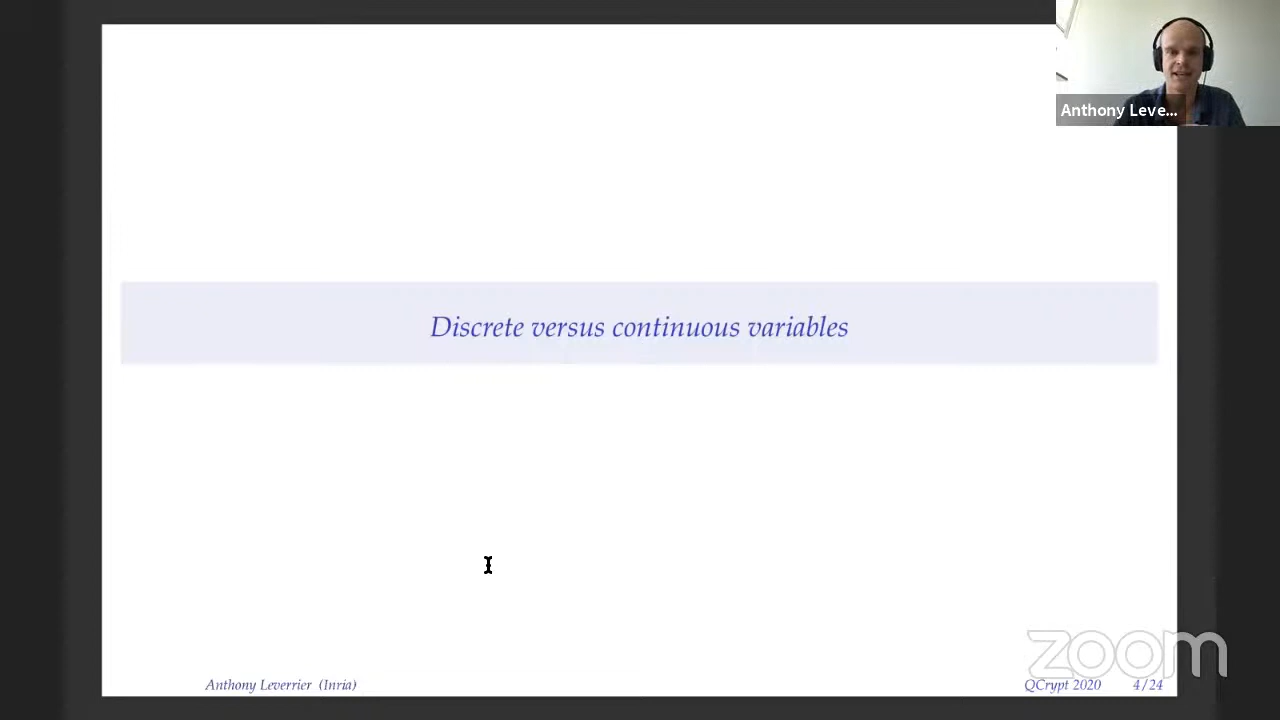 Anthony Leve...
Discrete versus continuous variables
zoom
Anthony Leverrier (Inria)
QCrypt 2020
4/24